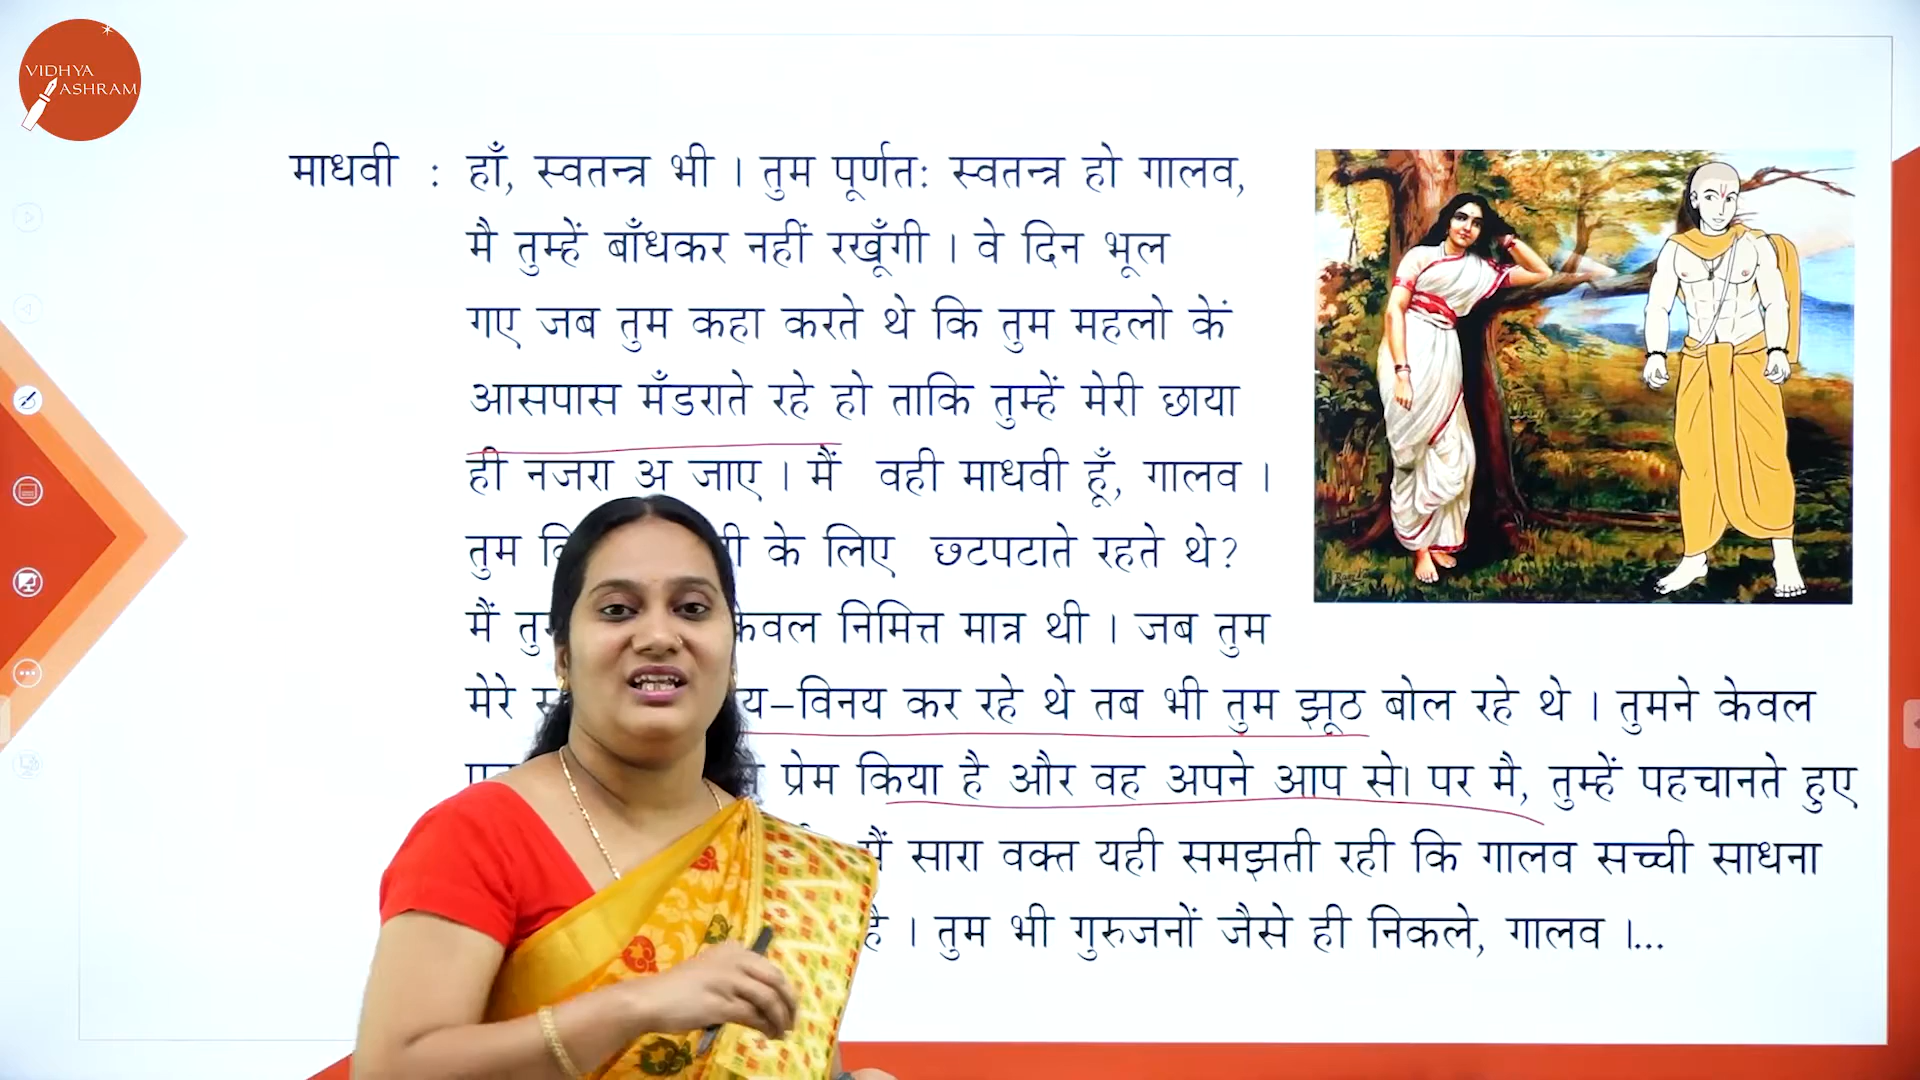 VIDHYA
ASHRAM
माधवी : हाँ, स्वतन्त्र भी । तुम पूर्णतः स्वतन्त्र हो गालव,
मै तुम्हें बाँधकर नहीं रखूँगी । वे दिन भूल
गए जब तुम कहा करते थे कि तुम महलो कें
आसपास मँडराते रहे हो ताकि तुम्हें मेरी छाया
ही नजरा अ जाए । मैं वही माधवी हूँ, गालव ।
तुम के लिए छटपटाते रहते थे?
मैं केवल निमित्त मात्र थी । जब तुम
मेरे य–विनय कर रहे थे तब भी तुम झूठ बोल रहे थे । तुमने केवल
प्रेम किया है और वह अपने आप से। पर मै, तुम्हें पहचानते हुए
मैं सारा वक्त यही समझती रही कि गालव सच्ची साधना
है । तुम भी गुरुजनों जैसे ही निकले, गालव ।...